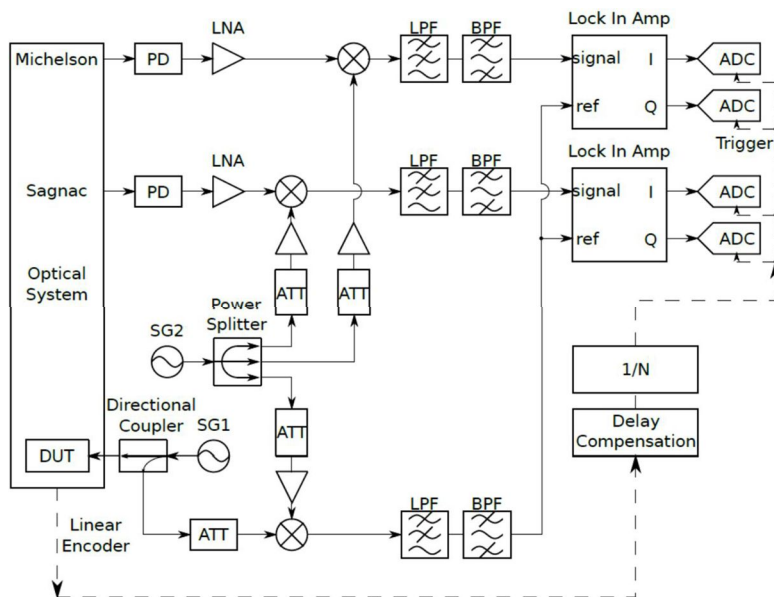 Lock In Amp
LNA
LPF
BPF
Michelson
PD
signal
I
ADC
ref
Q
ADC
Trigger
LNA
LPF
BPF
Lock In Amp
Sagnac
PD
signal
I
ADC
ref
Q
ADC
Optical
System
ATT
ATT
Power
Splitter
SG2
1/N
Directional
Coupler
SG1
ATT
Delay
Compensation
DUT
LPF
BPF
Linear
Encoder
ATT